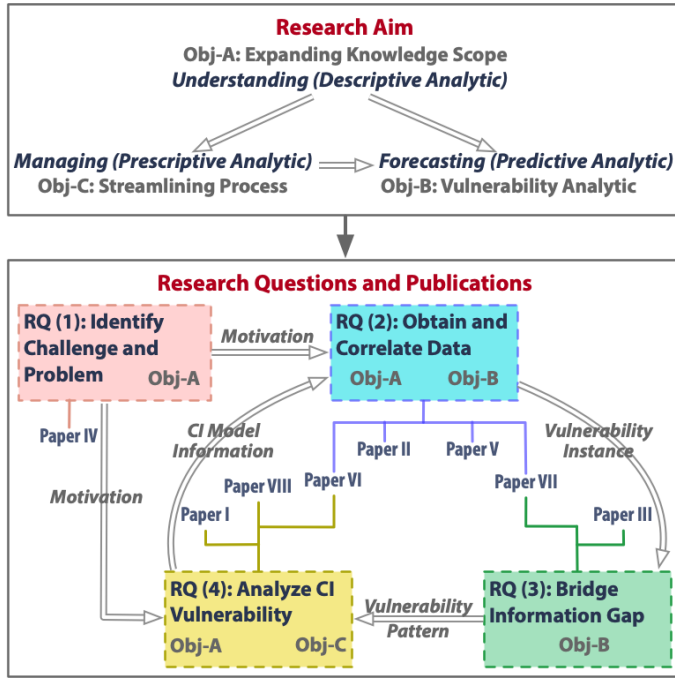 Research Aim
Obj-A: Expanding Knowledge Scope
Understanding (Descriptive Analytic)
Managing (Prescriptive Analytic)
Obj-C: Streamlining Process
Forecasting (Predictive Analytic)
Obj-B: Vulnerability Analytic
Research Questions and Publications
RQ (1): Identify
Challenge and
Problem
Obj-A
Motivation
RQ (2): Obtain and
Correlate Data
Obj-A
Obj-B
Paper IV
CI Model
Information
Paper II
Paper V
Vulnerability
Instance
Motivation
Paper VIII
Paper VI
Paper VII
Paper I
Paper III
RQ (4): Analyze CI
Vulnerability
Obj-A
Obj-C
Vulnerability
Pattern
RQ (3): Bridge
Information Gap
Obj-B